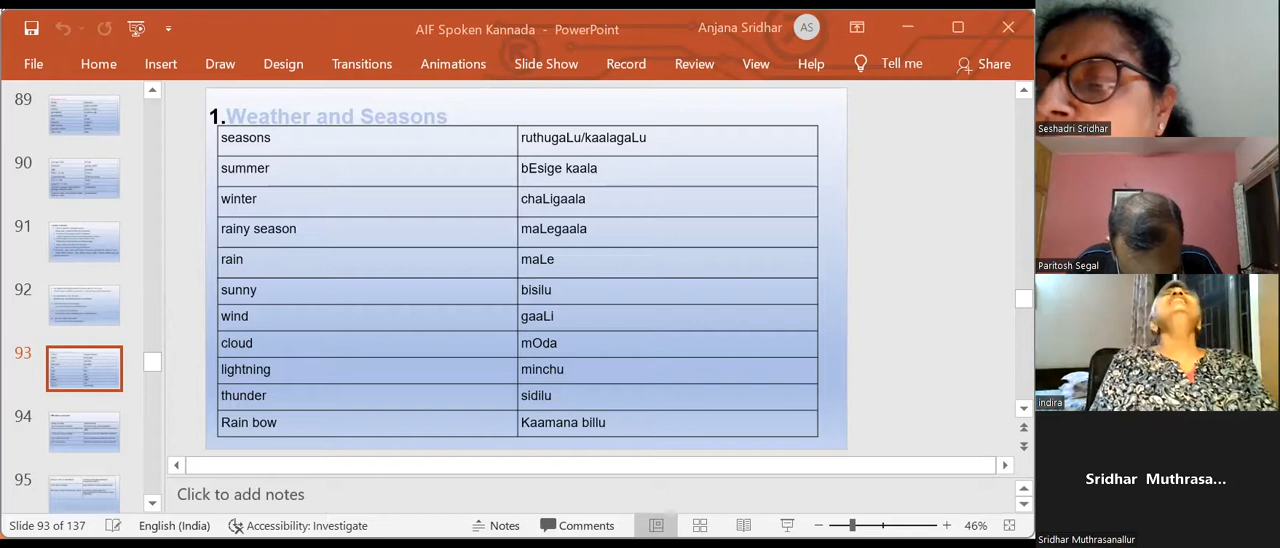 AIF Spoken Kannada - PowerPoint
Anjana Sridhar AS
File Home Insert Draw Design Transitions Animations Slide Show Record Review View Help Tell me Share
89
90
91
92
93
94
95
1.Weather and Seasons
seasons ruthugaLu/kaalagaLu
summer bEsige kaala
winter chaLigaala
rainy season maLegaala
rain maLe
sunny bisilu
wind gaaLi
cloud mOda
lightning minchu
thunder sidilu
Rain bow Kaamana billu
Click to add notes
Slide 93 of 137 English (India) Accessibility: Investigate Notes Comments 46%
Seshadri Sridhar
Paritosh Segal
indira
Sridhar Muthrasa...
Sridhar Muthrasanallur